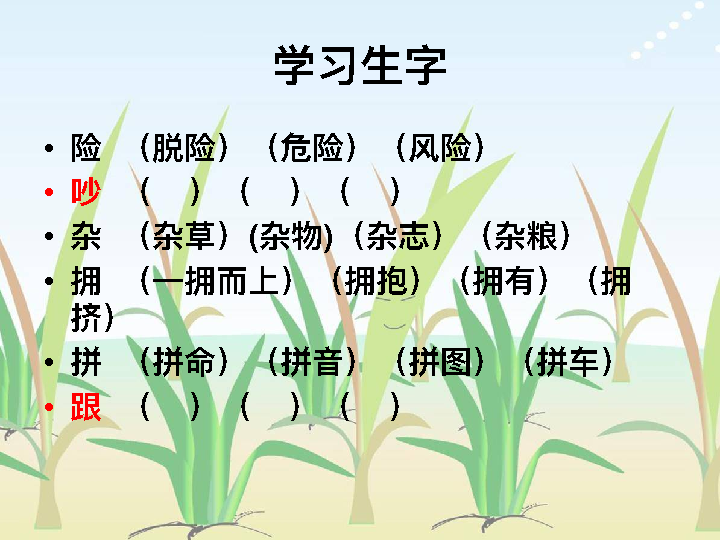 学习生字
• 险 （脱险）（危险）（风险）
• 吵 （ ）（ ）（ ）
• 杂 （杂草）(杂物)（杂志）（杂粮）
• 拥 （一拥而上）（拥抱）（拥有）（拥
挤）
• 拼 （拼命）（拼音）（拼图）（拼车）
• 跟 （ ）（ ）（ ）